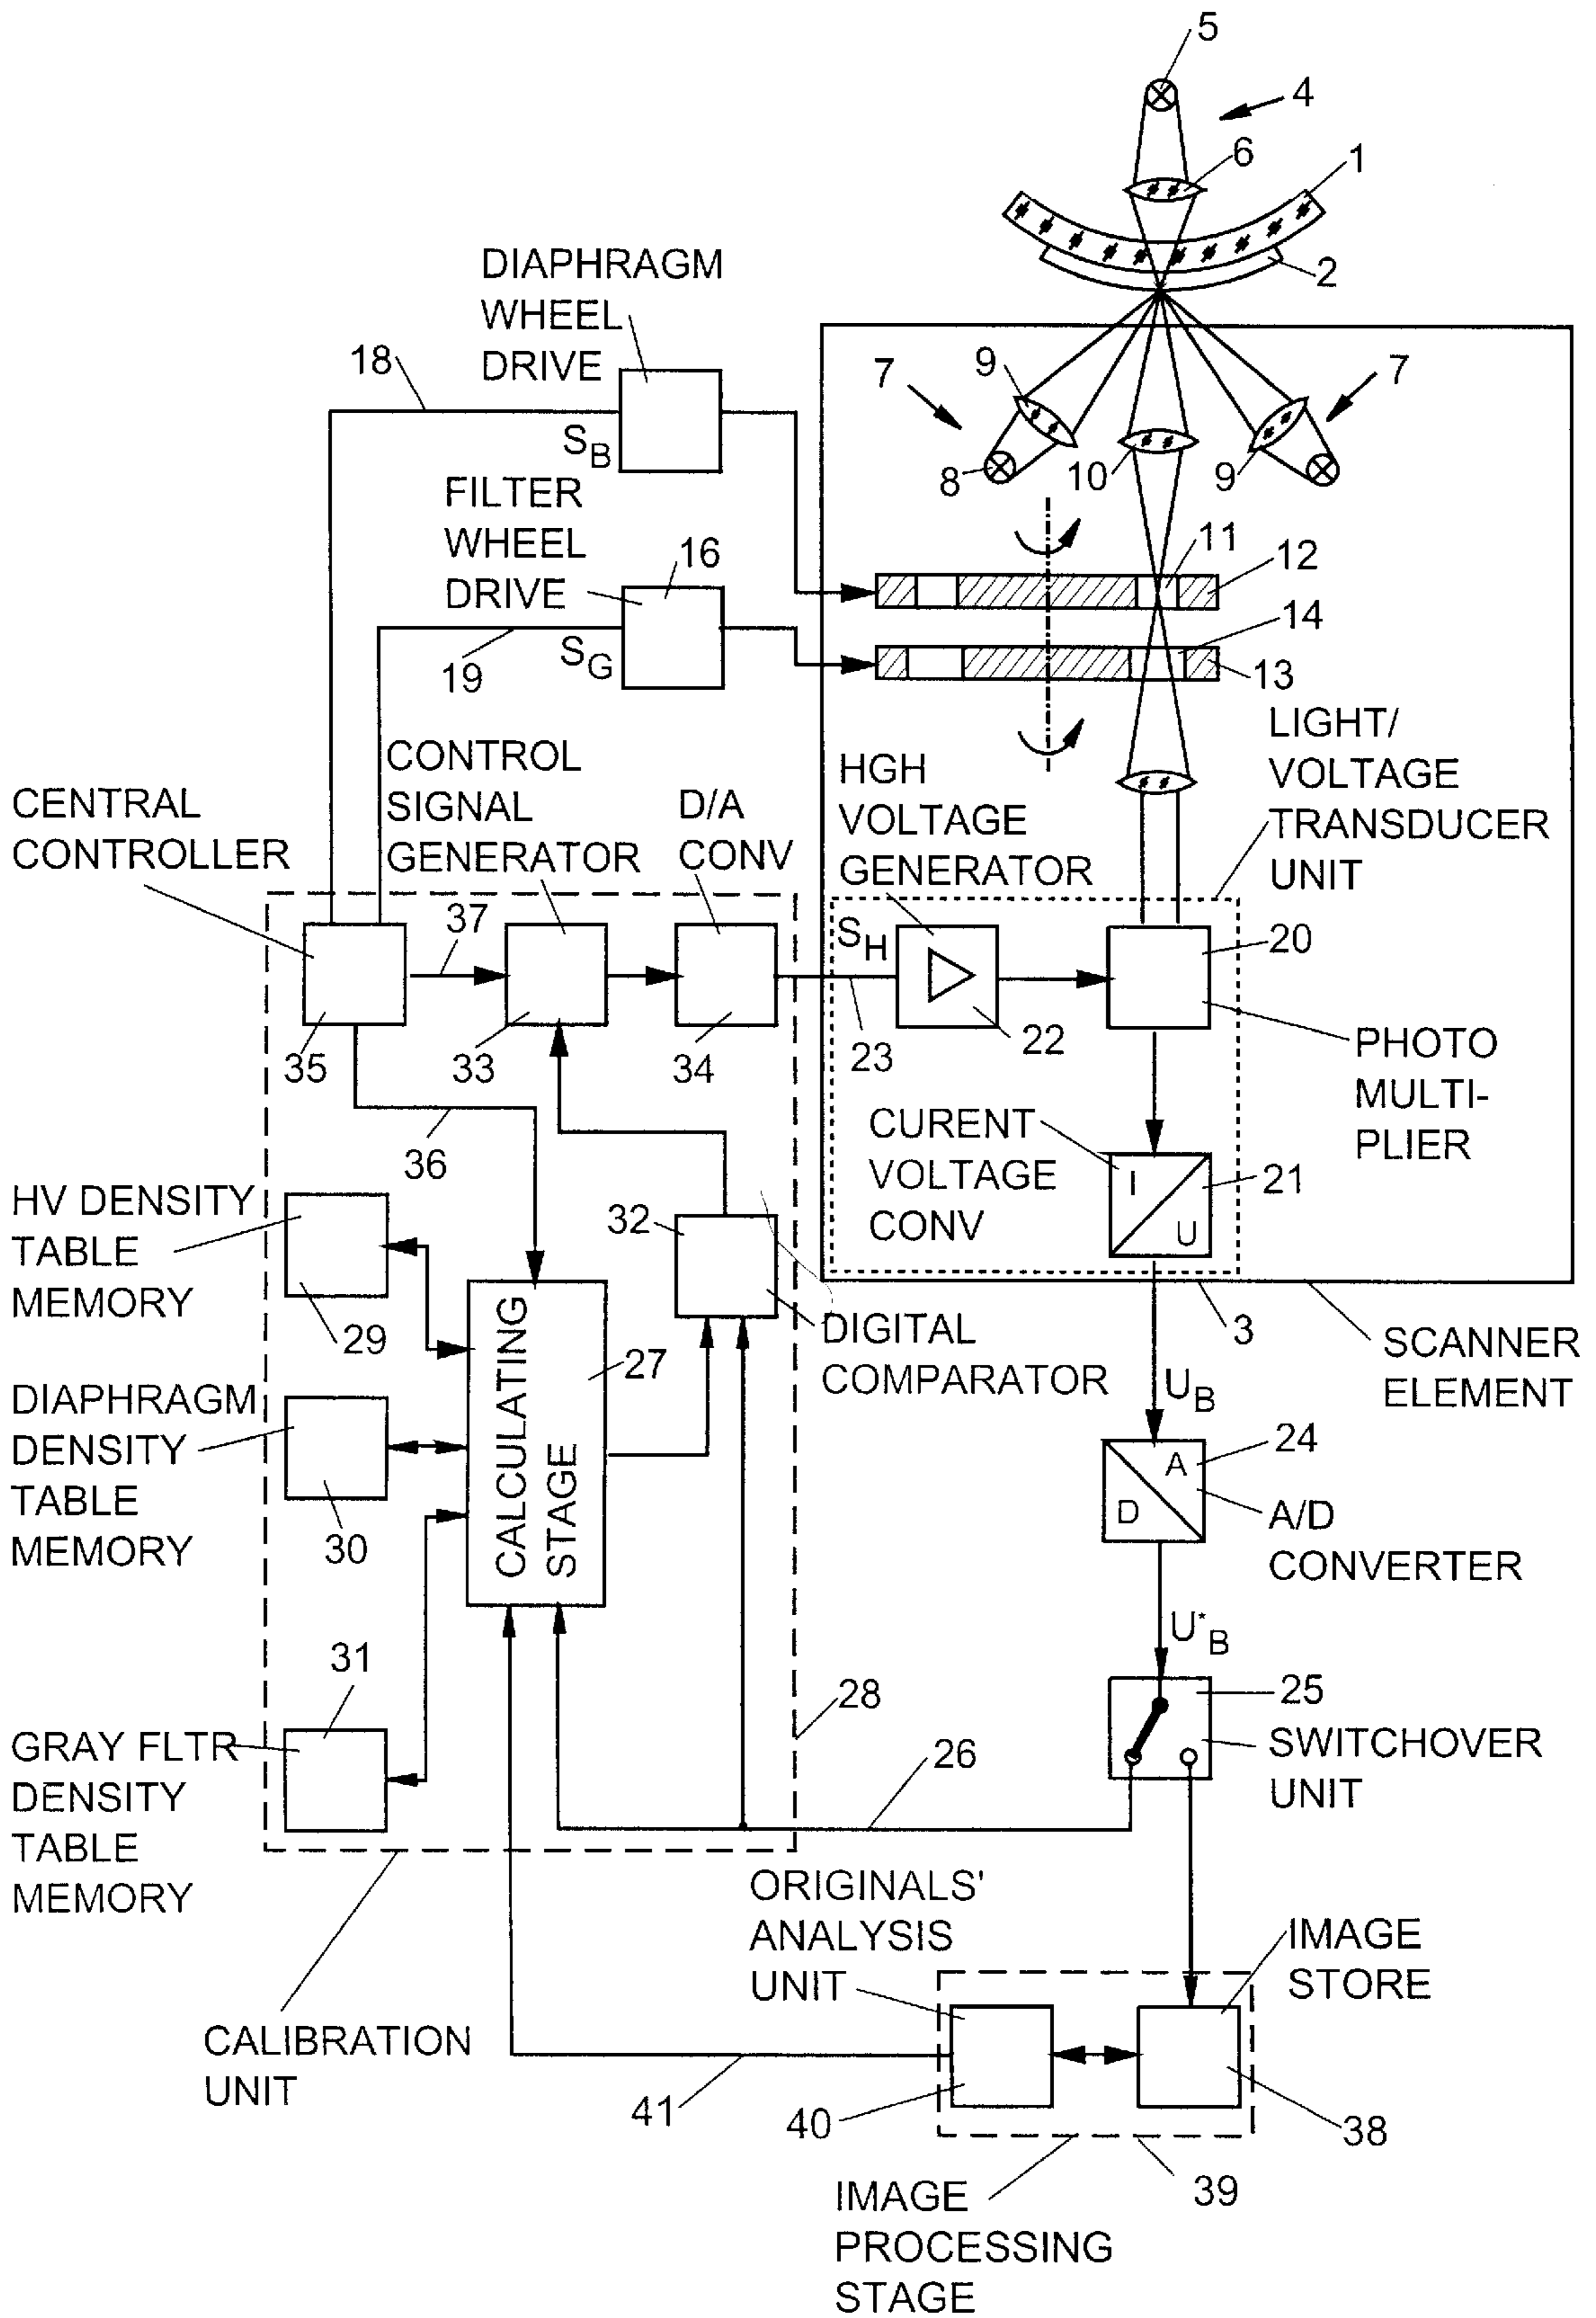 5
4
6
1
2
DIAPHRAGM
WHEEL
DRIVE
18
S_B
7
9
7
8
10
9
FILTER
WHEEL
DRIVE
16
11
12
19
S_G
14
13
CONTROL
SIGNAL
GENERATOR
CENTRAL
CONTROLLER
D/A
CONV
HGH
VOLTAGE
GENERATOR
LIGHT/
VOLTAGE
TRANSDUCER
UNIT
37
S_H
20
35
33
34
23
22
PHOTO
MULTI-
PLIER
36
CURENT
VOLTAGE
CONV
I
U
21
HV DENSITY
TABLE
MEMORY
29
32
27
CALCULATING
STAGE
DIGITAL
COMPARATOR
3
SCANNER
ELEMENT
DIAPHRAGM
DENSITY
TABLE
MEMORY
30
U_B
A
D
24
A/D
CONVERTER
U*_B
31
GRAY FLTR
DENSITY
TABLE
MEMORY
28
25
SWITCHOVER
UNIT
26
CALIBRATION
UNIT
ORIGINALS'
ANALYSIS
UNIT
IMAGE
STORE
41
40
38
39
IMAGE
PROCESSING
STAGE